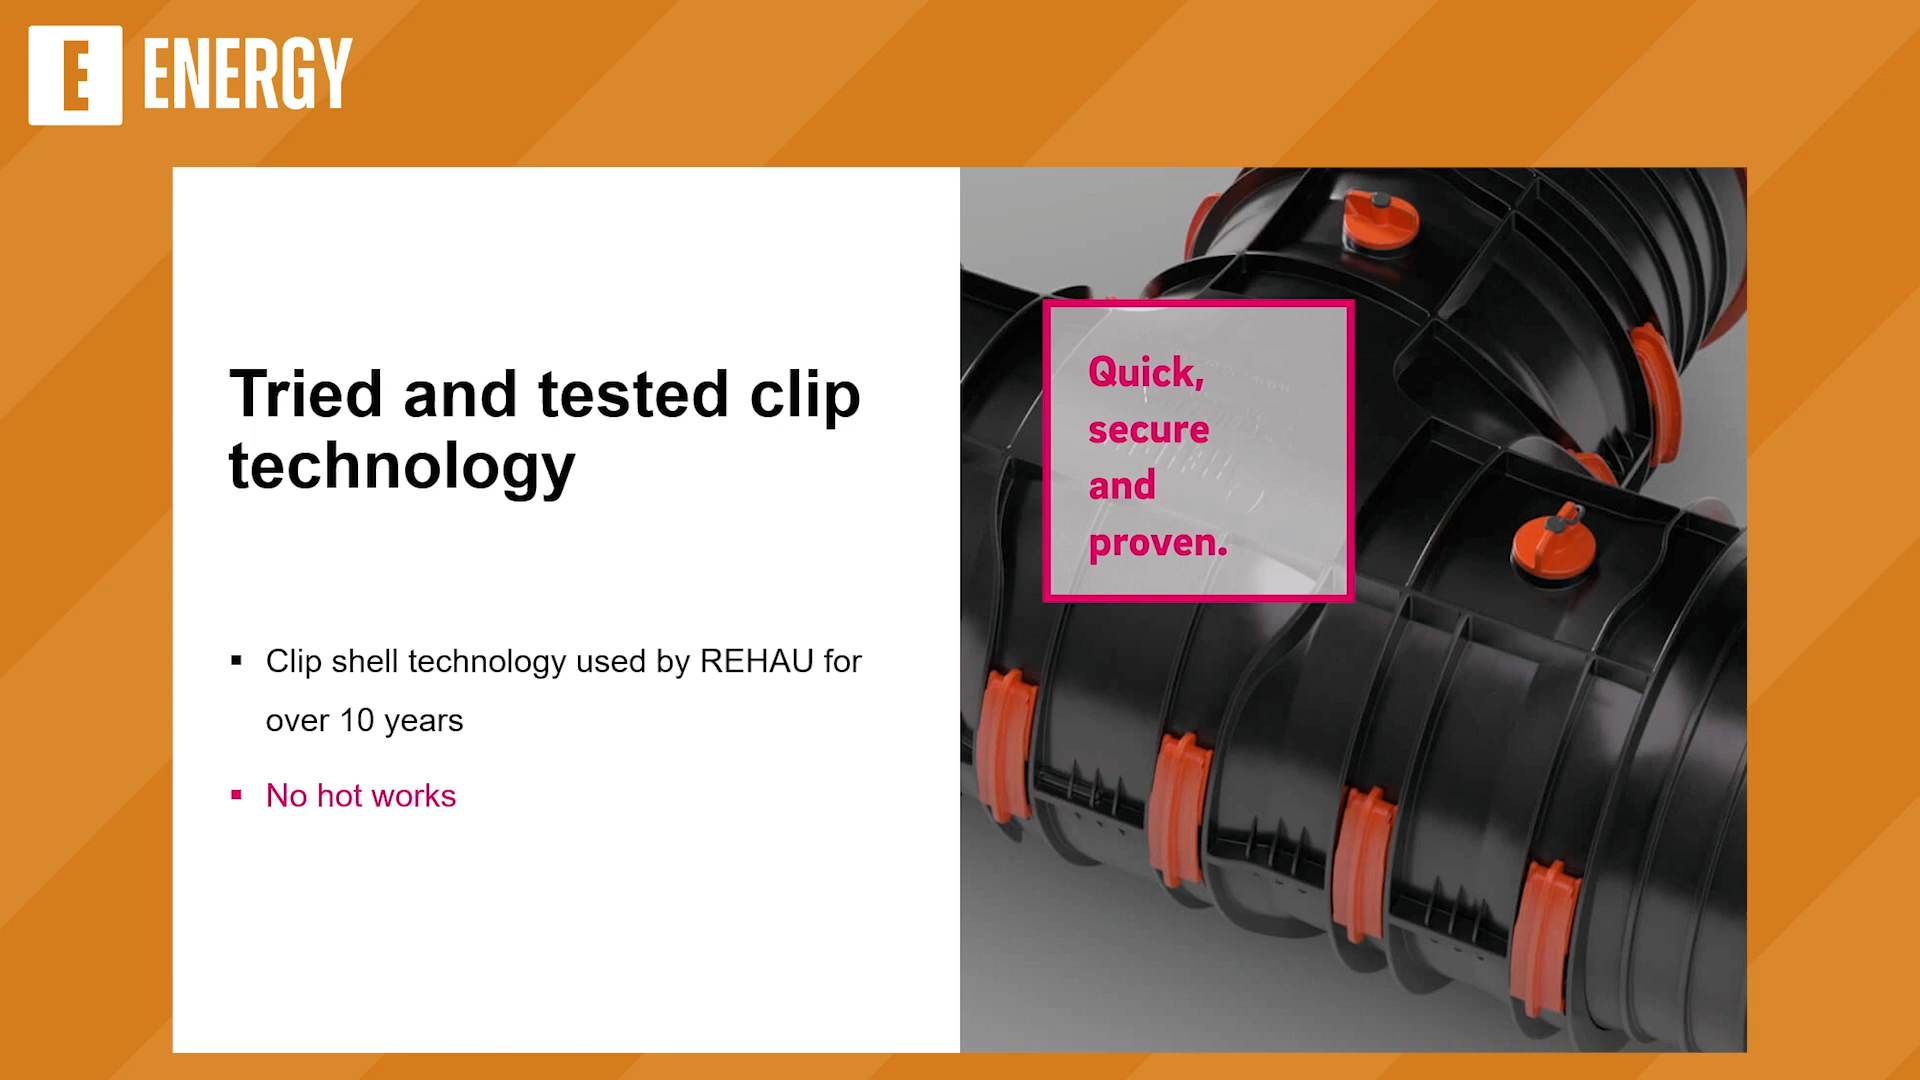 E ENERGY
Tried and tested clip
technology
▪ Clip shell technology used by REHAU for
over 10 years
▪ No hot works
Quick,
secure
and
proven.